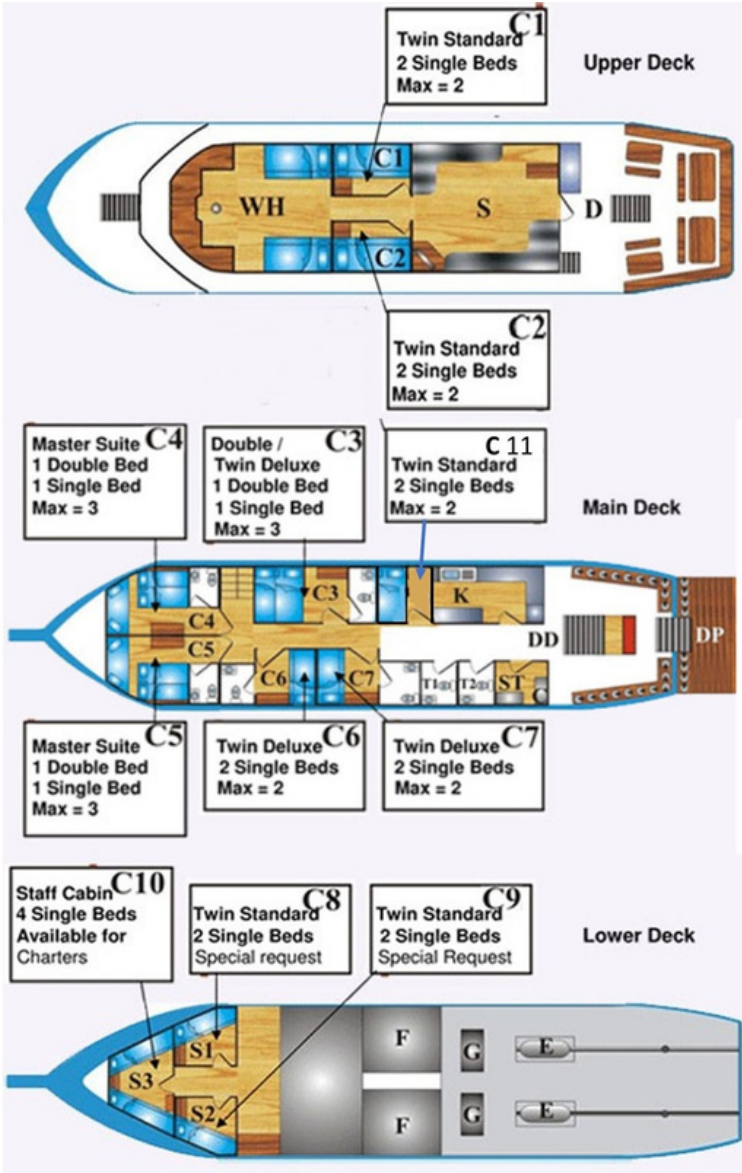 C1
Twin Standard
2 Single Beds
Max = 2
Upper Deck
C1
WH
S
D
C2
C2
Twin Standard
2 Single Beds
Max = 2
C4
Master Suite
1 Double Bed
1 Single Bed
Max = 3
C3
Double /
Twin Deluxe
1 Double Bed
1 Single Bed
Max = 3
C 11
Twin Standard
2 Single Beds
Max = 2
Main Deck
C4
C3
K
C5
C6
C7
T1
T2
ST
C
DD
DP
C5
Master Suite
1 Double Bed
1 Single Bed
Max = 3
C6
Twin Deluxe
2 Single Beds
Max = 2
C7
Twin Deluxe
2 Single Beds
Max = 2
C10
Staff Cabin
4 Single Beds
Available for
Charters
C8
Twin Standard
2 Single Beds
Special request
C9
Twin Standard
2 Single Beds
Special Request
Lower Deck
S1
S3
S2
F
F
G
G
E
E